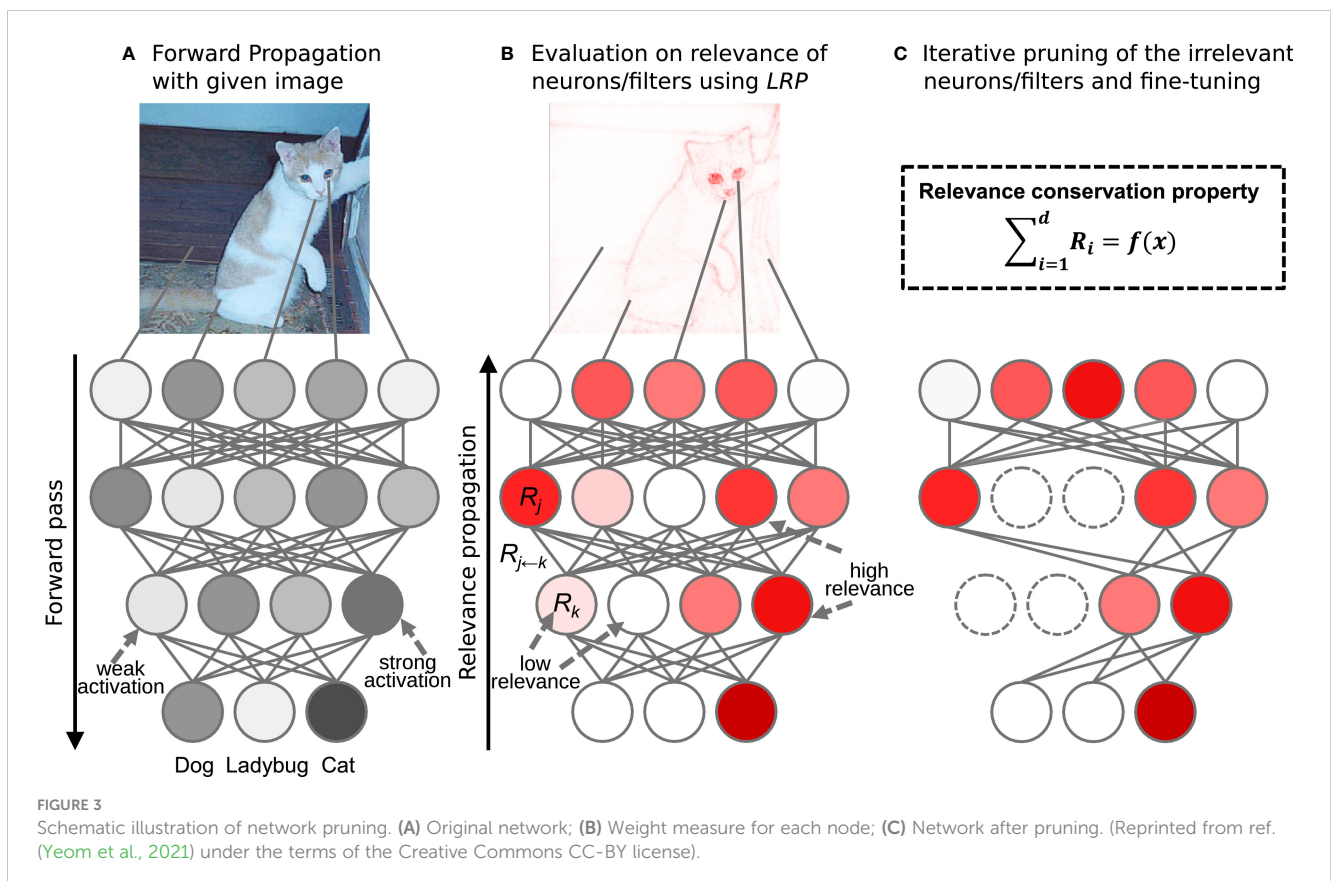 A Forward Propagation
with given image
B Evaluation on relevance of
neurons/filters using LRP
C Iterative pruning of the irrelevant
neurons/filters and fine-tuning
Relevance conservation property
∑_{i=1}^{d} R_i = f(x)
Forward pass
weak
activation
strong
activation
Dog Ladybug Cat
Relevance propagation
R_j
R_{j←k}
R_k
low
relevance
high
relevance
FIGURE 3
Schematic illustration of network pruning. (A) Original network; (B) Weight measure for each node; (C) Network after pruning. (Reprinted from ref.
(Yeom et al., 2021) under the terms of the Creative Commons CC-BY license).